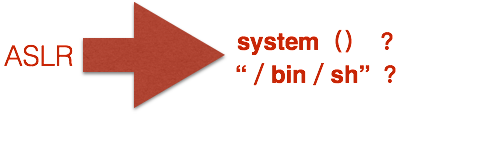 ASLR
system () ?
“/bin/sh” ?